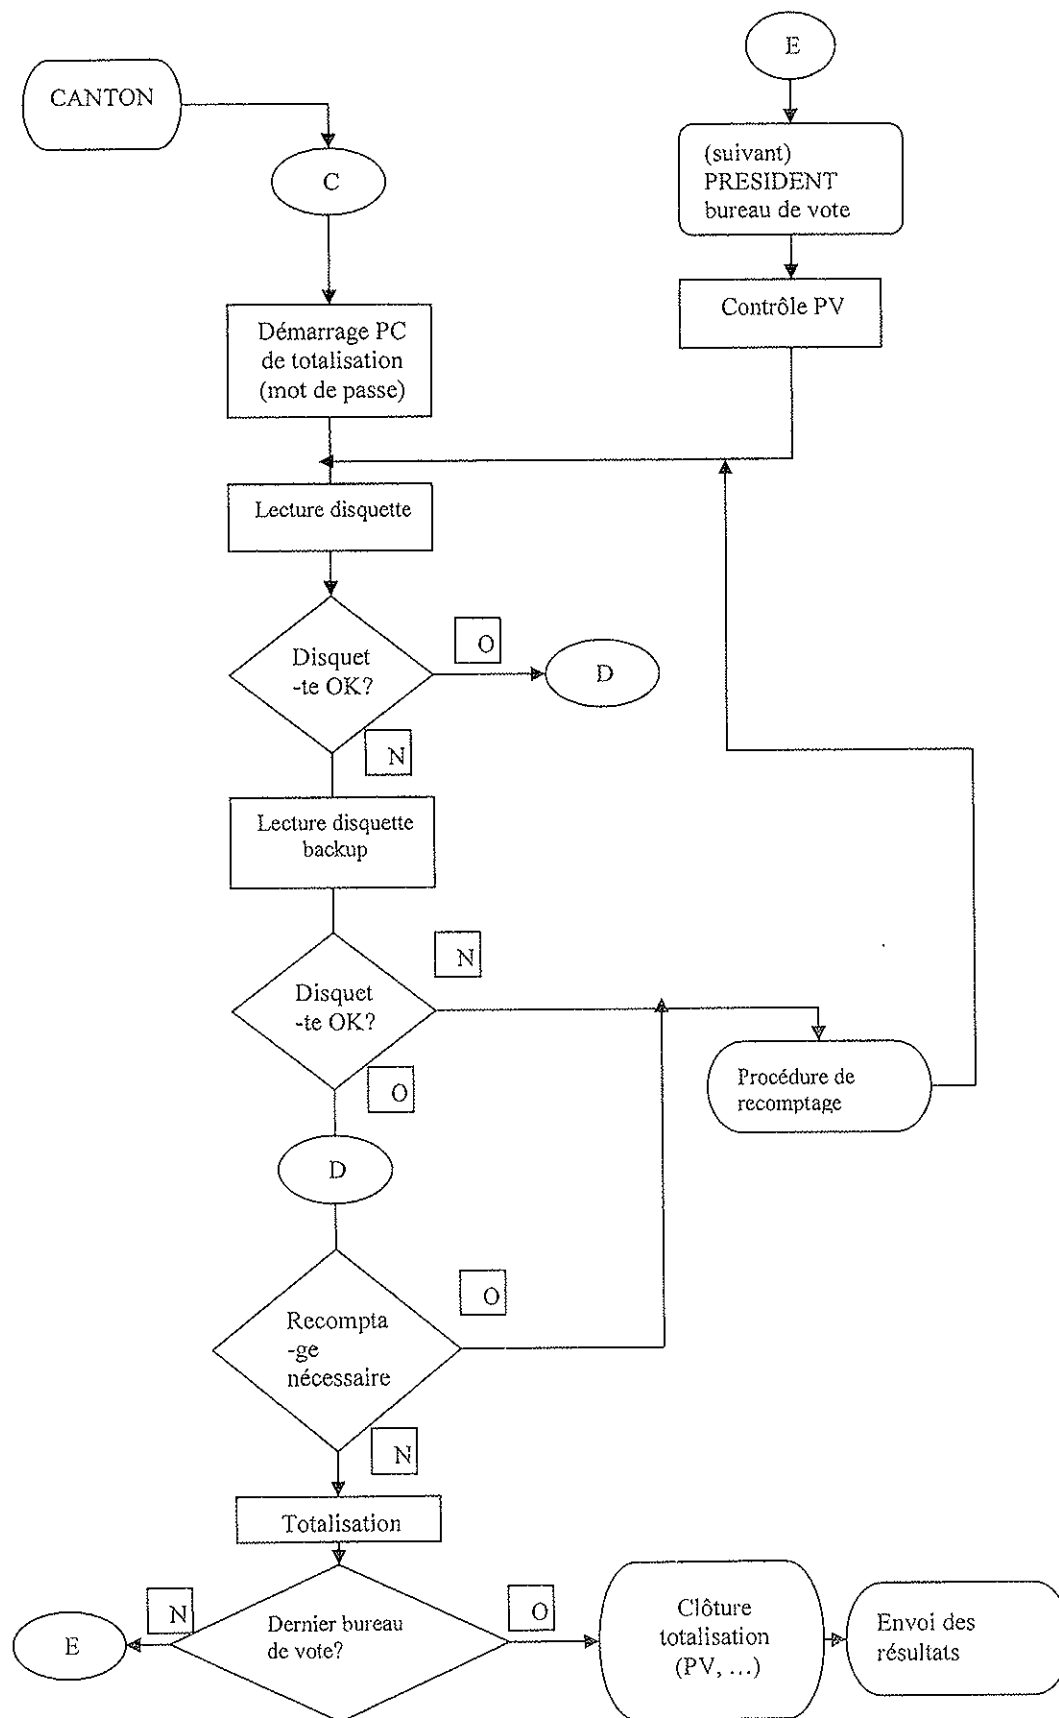 E
CANTON
(suivant)
PRESIDENT
bureau de vote
C
Contrôle PV
Démarrage PC
de totalisation
(mot de passe)
Lecture disquette
O
Disquet
-te OK?
D
N
Lecture disquette
backup
N
Disquet
-te OK?
O
Procédure de
recomptage
D
O
Recompta
-ge
nécessaire
N
Totalisation
N
Dernier bureau
de vote?
O
E
Clôture
totalisation
(PV, ...)
Envoi des
résultats